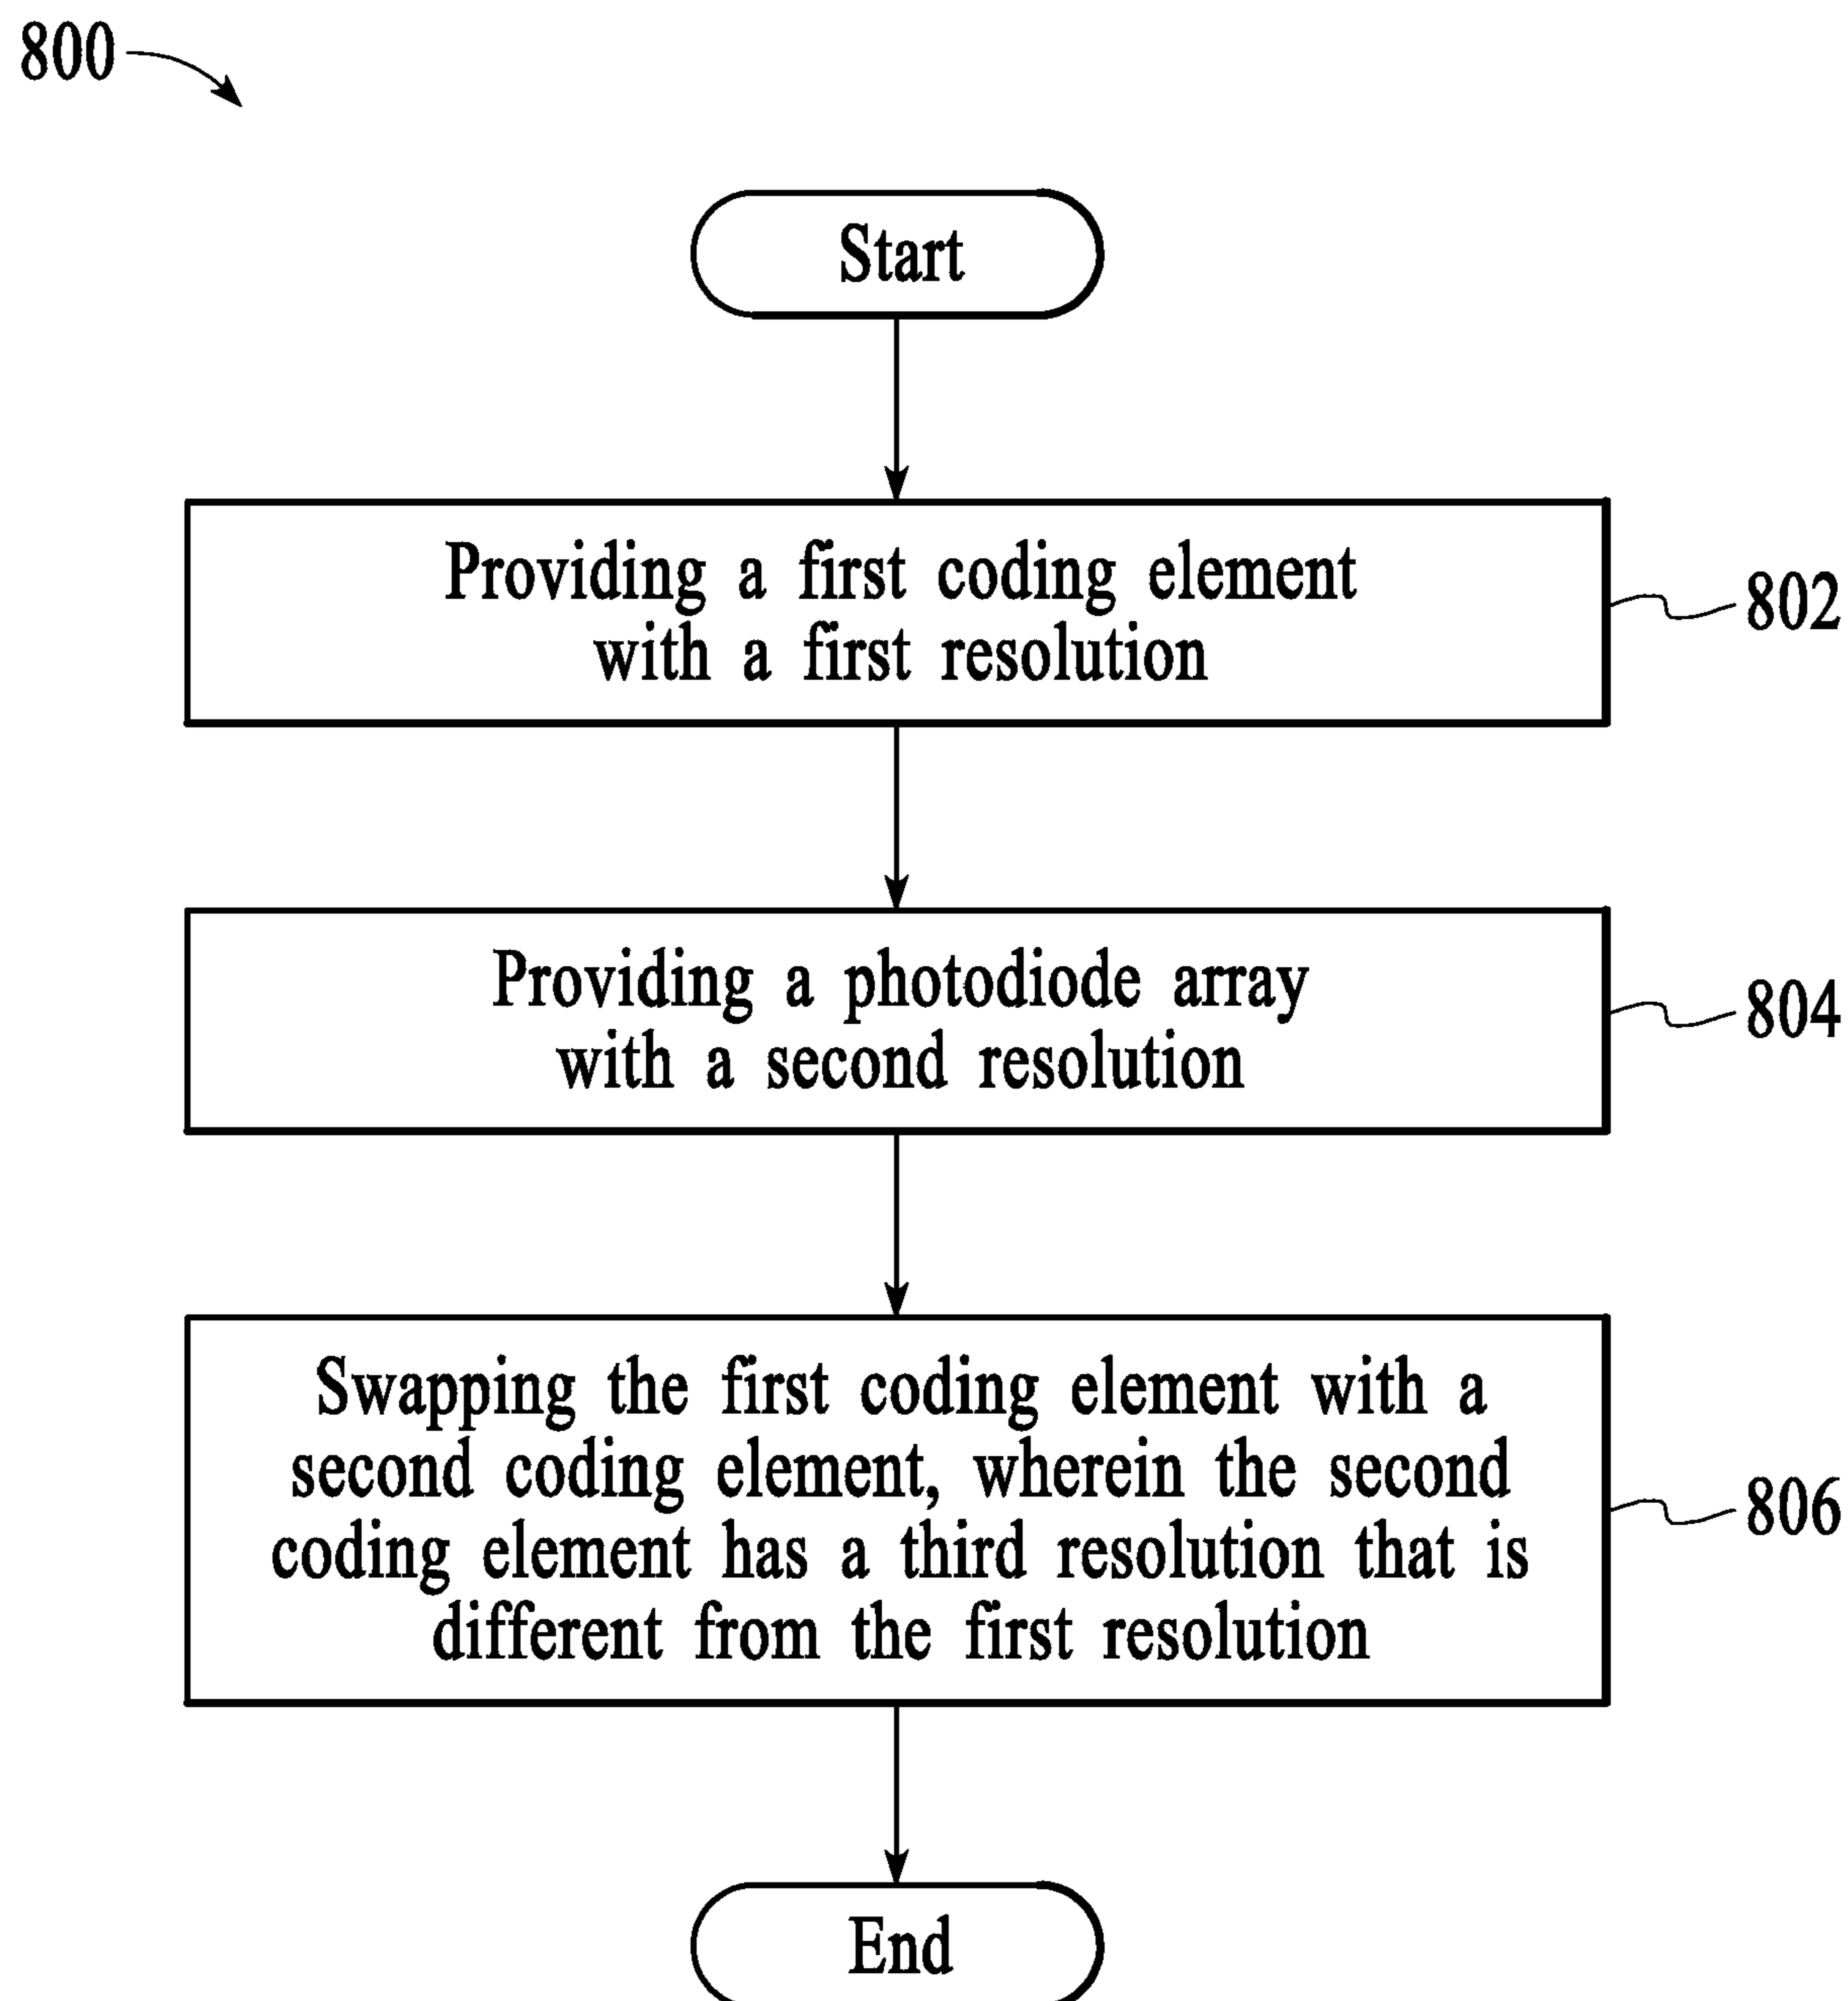 800
Start
Providing a first coding element
with a first resolution
802
Providing a photodiode array
with a second resolution
804
Swapping the first coding element with a
second coding element, wherein the second
coding element has a third resolution that is
different from the first resolution
806
End